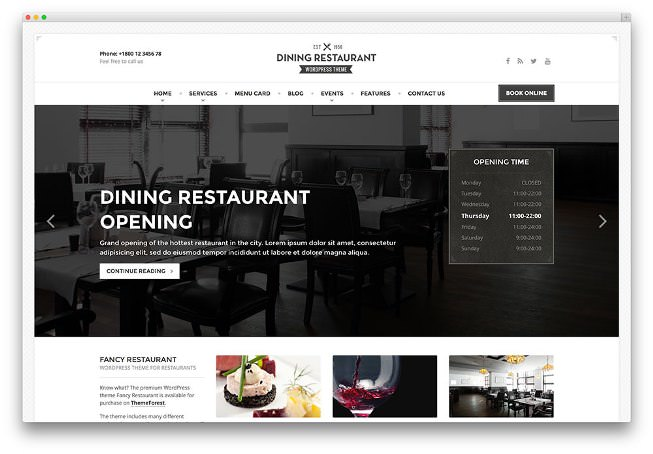 Phone: +1800 12 3456 78
Feel free to call us
EST 1950
DINING RESTAURANT
WORDPRESS THEME
HOME SERVICES MENU CARD BLOG EVENTS FEATURES CONTACT US
BOOK ONLINE
DINING RESTAURANT
OPENING
Grand opening of the hottest restaurant in the city. Lorem ipsum dolor sit amet, consectetur
adipisicing elit, sed do eiusmod tempor incididunt ut labore et dolore magna aliqua.
CONTINUE READING
OPENING TIME
Monday CLOSED
Tuesday 11:00-22:00
Wednesday 11:00-22:00
Thursday 11:00-22:00
Friday 11:00-24:00
Saturday 9:00-24:00
Sunday 9:00-24:00
FANCY RESTAURANT
WORDPRESS THEME FOR RESTAURANTS
Know what? The premium WordPress
theme Fancy Restaurant is available for
purchase on ThemeForest.
The theme includes many different